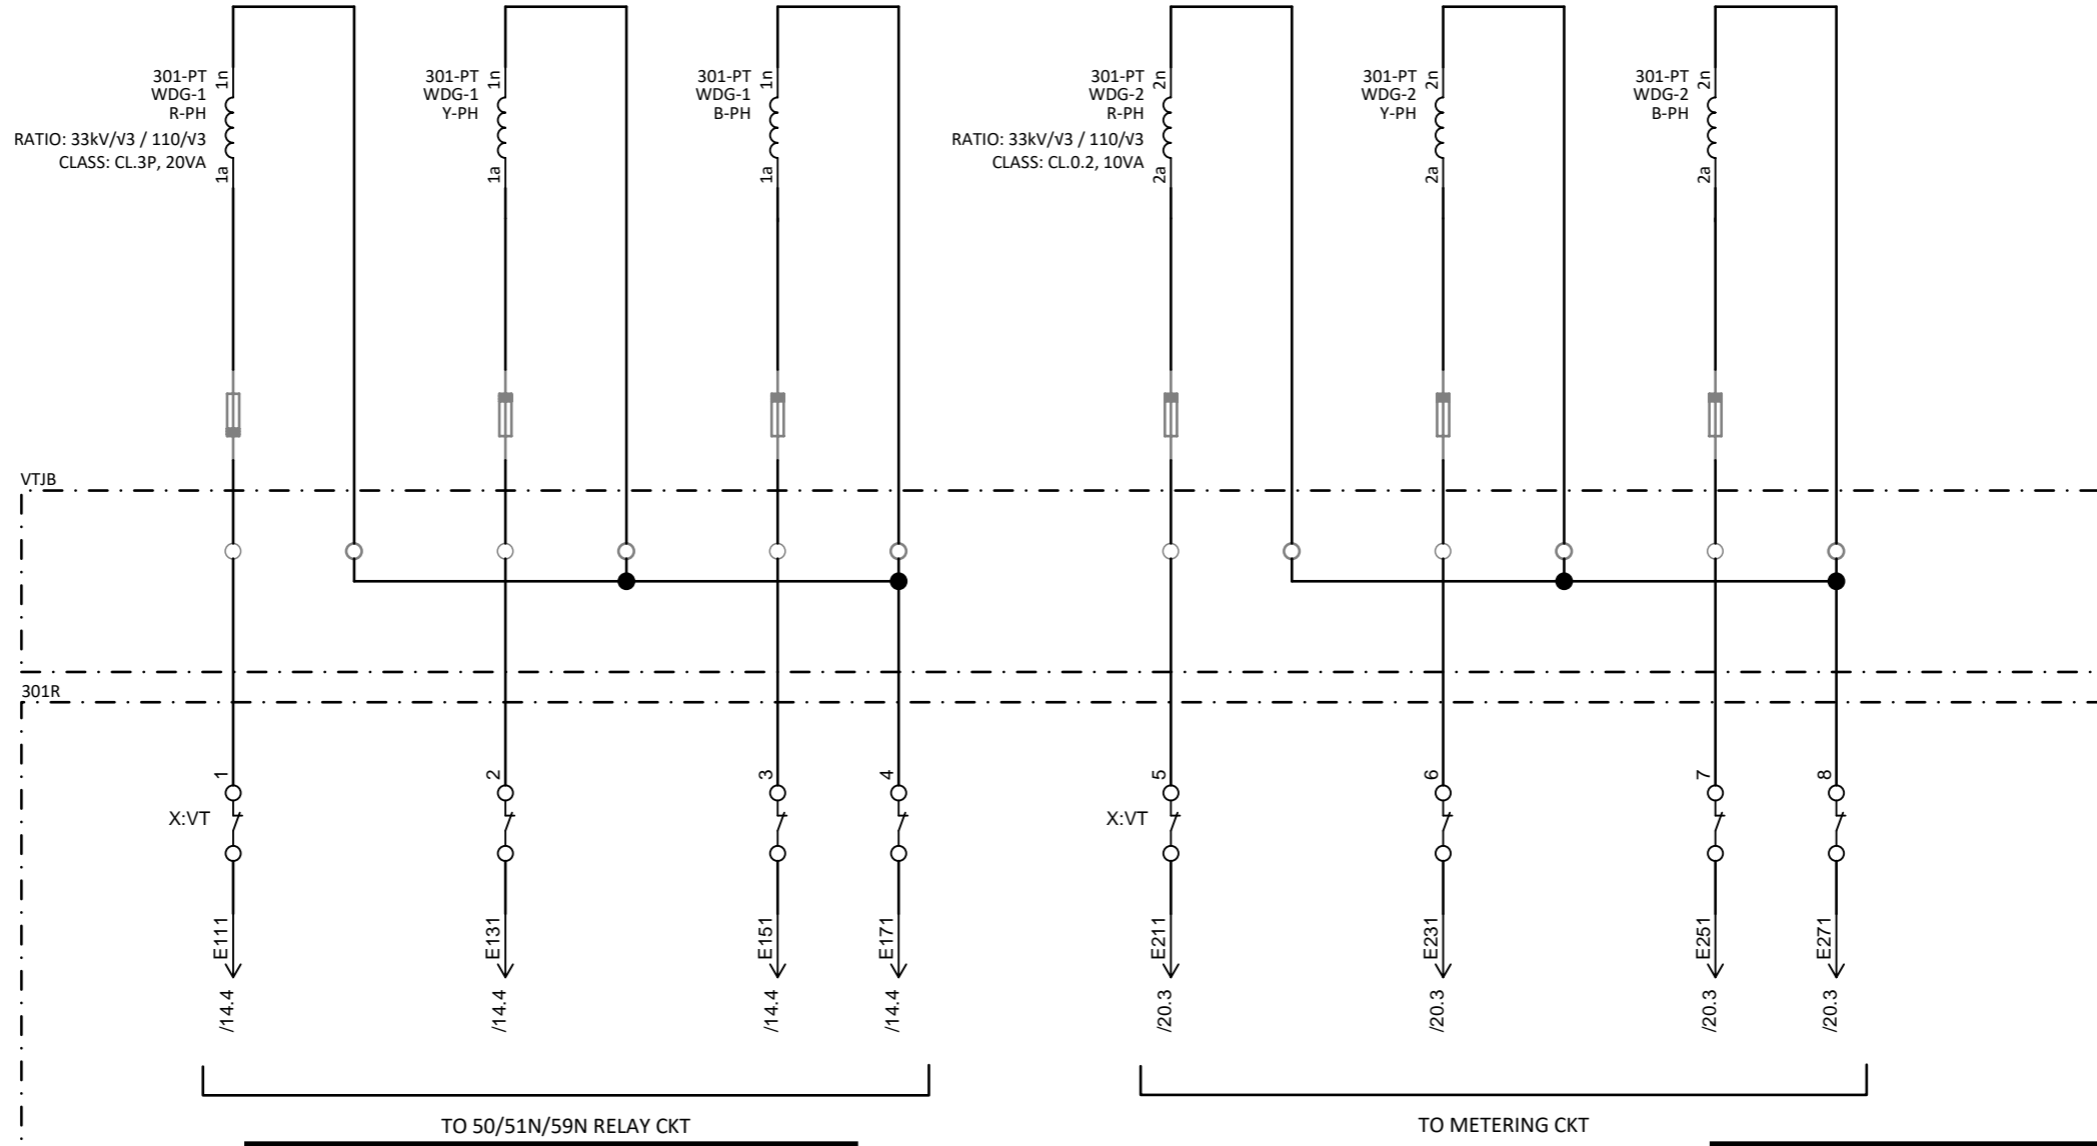 301-PT
WDG-1
R-PH
RATIO: 33kV/√3 / 110/√3
CLASS: CL.3P, 20VA
1n
1a
301-PT
WDG-1
Y-PH
1n
1a
301-PT
WDG-1
B-PH
1n
1a
301-PT
WDG-2
R-PH
RATIO: 33kV/√3 / 110/√3
CLASS: CL.0.2, 10VA
2n
2a
301-PT
WDG-2
Y-PH
2n
2a
301-PT
WDG-2
B-PH
2n
2a
VTJB
301R
1
2
3
4
5
6
7
8
X:VT
X:VT
E111
E131
E151
E171
E211
E231
E251
E271
/14.4
/14.4
/14.4
/14.4
/20.3
/20.3
/20.3
/20.3
TO 50/51N/59N RELAY CKT
TO METERING CKT